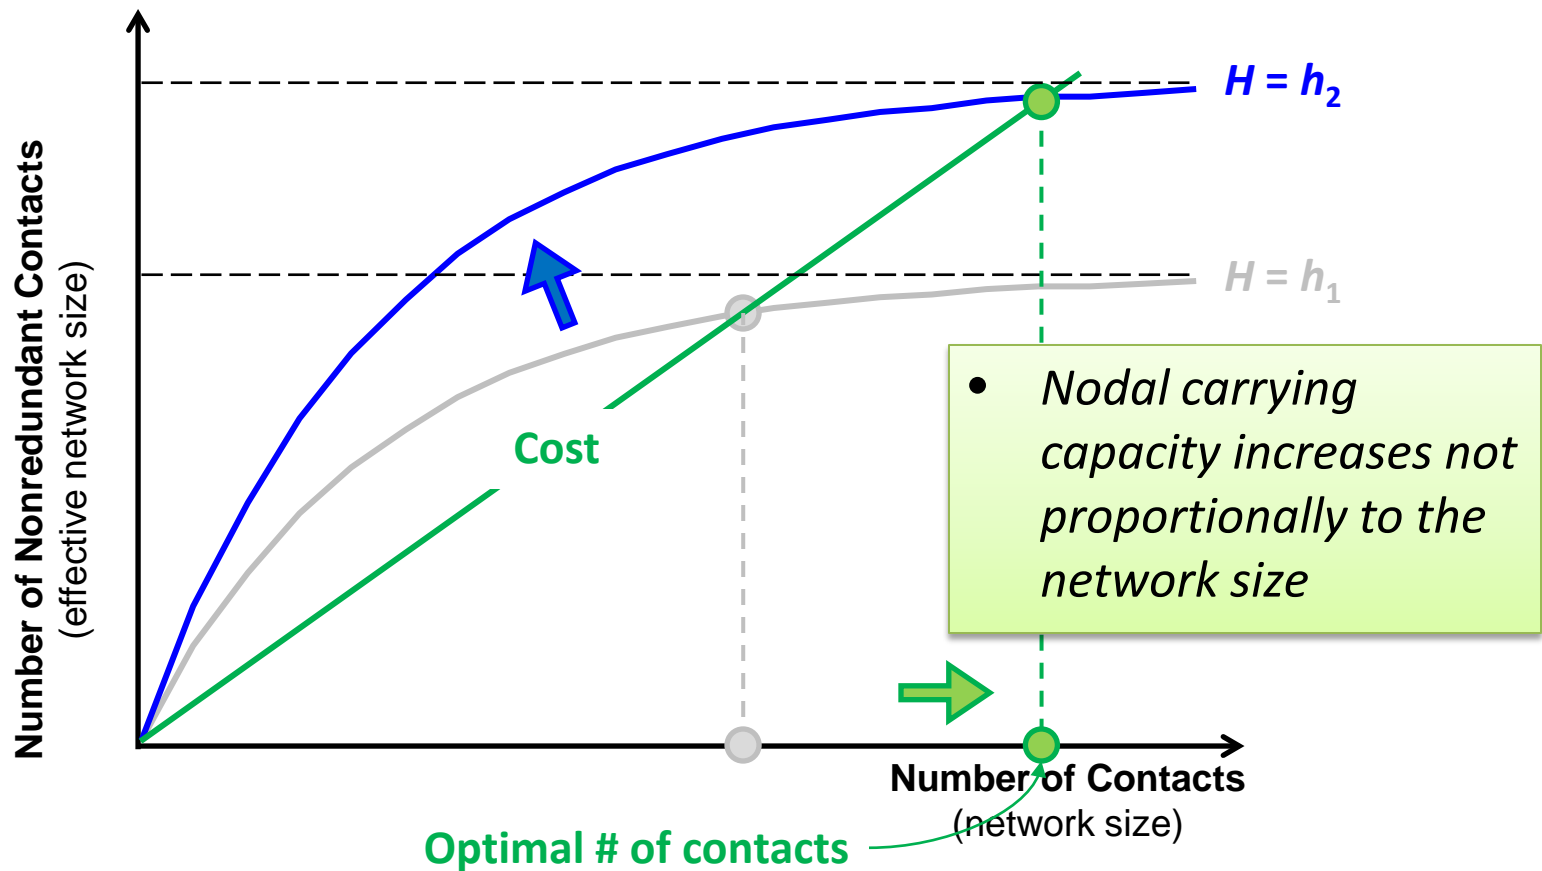 Number of Nonredundant Contacts
(effective network size)
H = h2
H = h1
Cost
• Nodal carrying
capacity increases not
proportionally to the
network size
Number of Contacts
(network size)
Optimal # of contacts